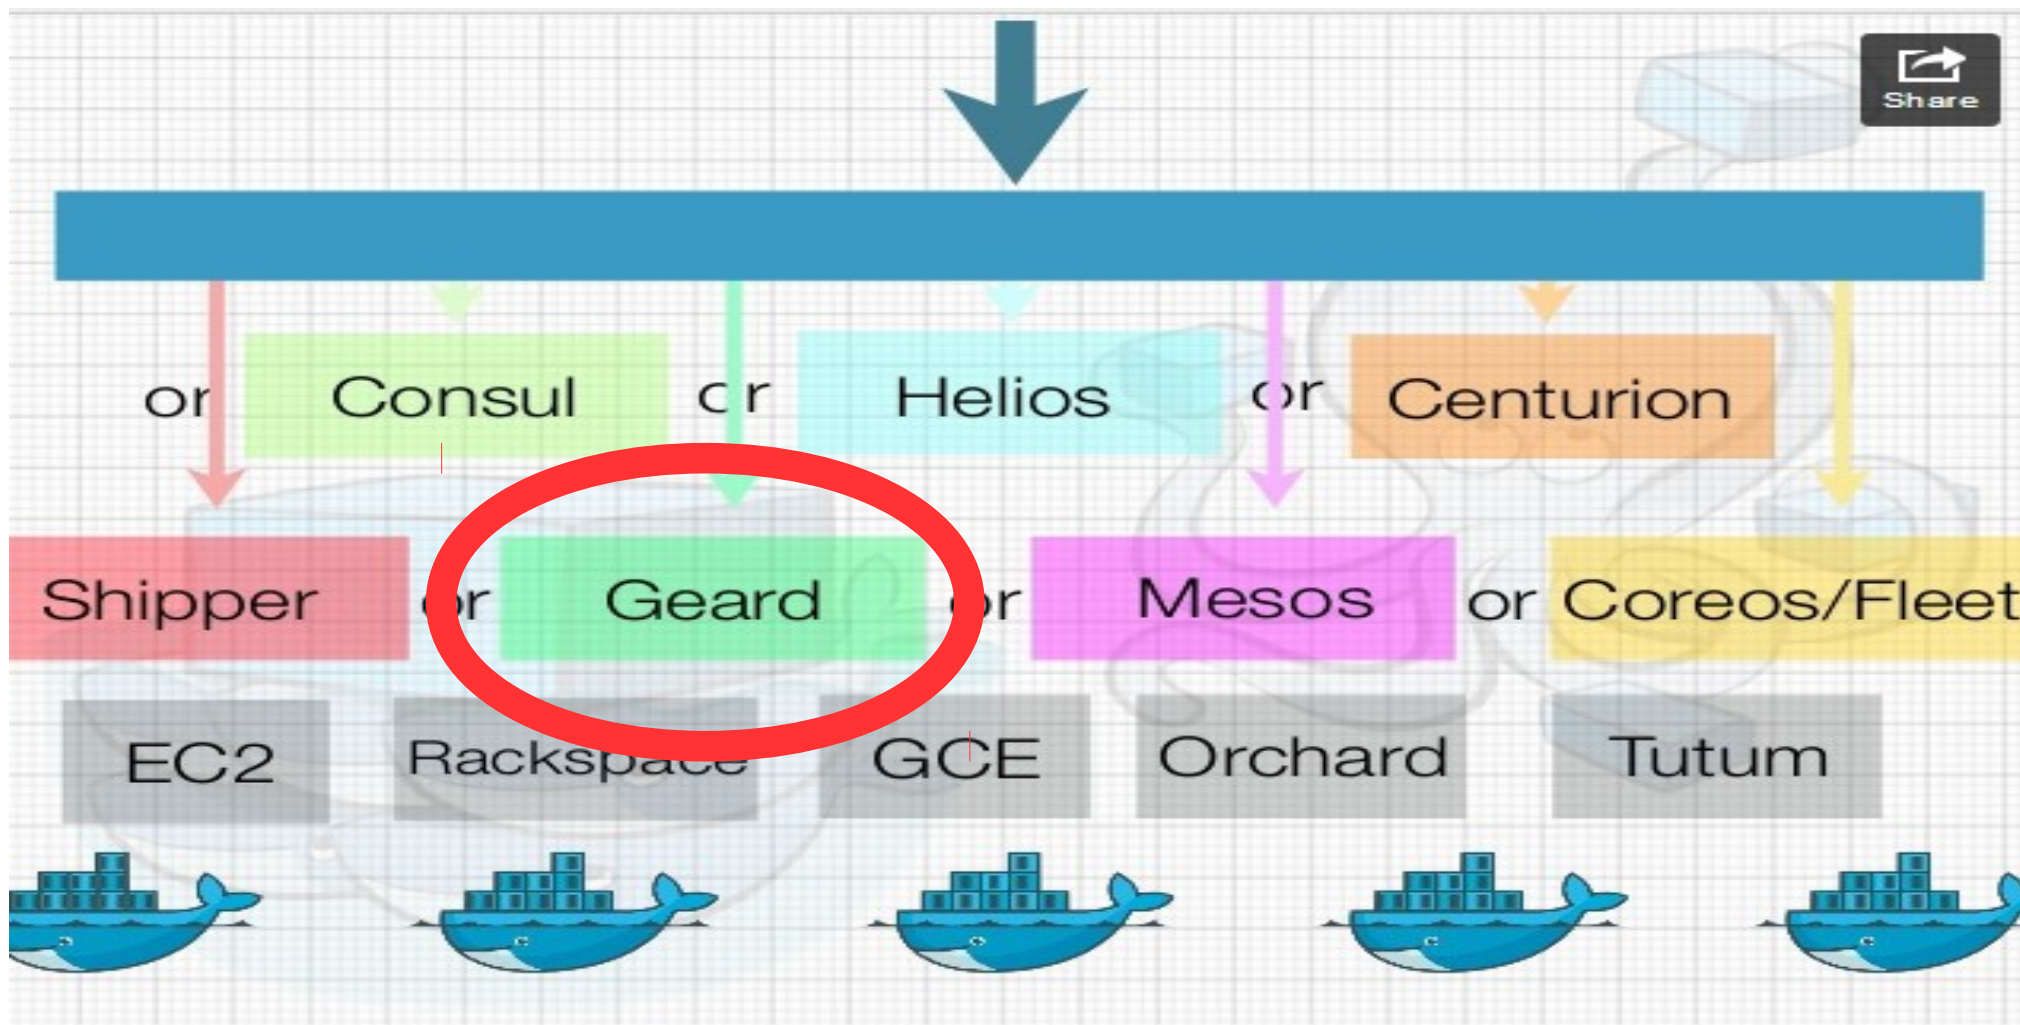 Share
or Consul or Helios or Centurion
Shipper or Geard or Mesos or Coreos/Fleet
EC2 Rackspace GCE Orchard Tutum